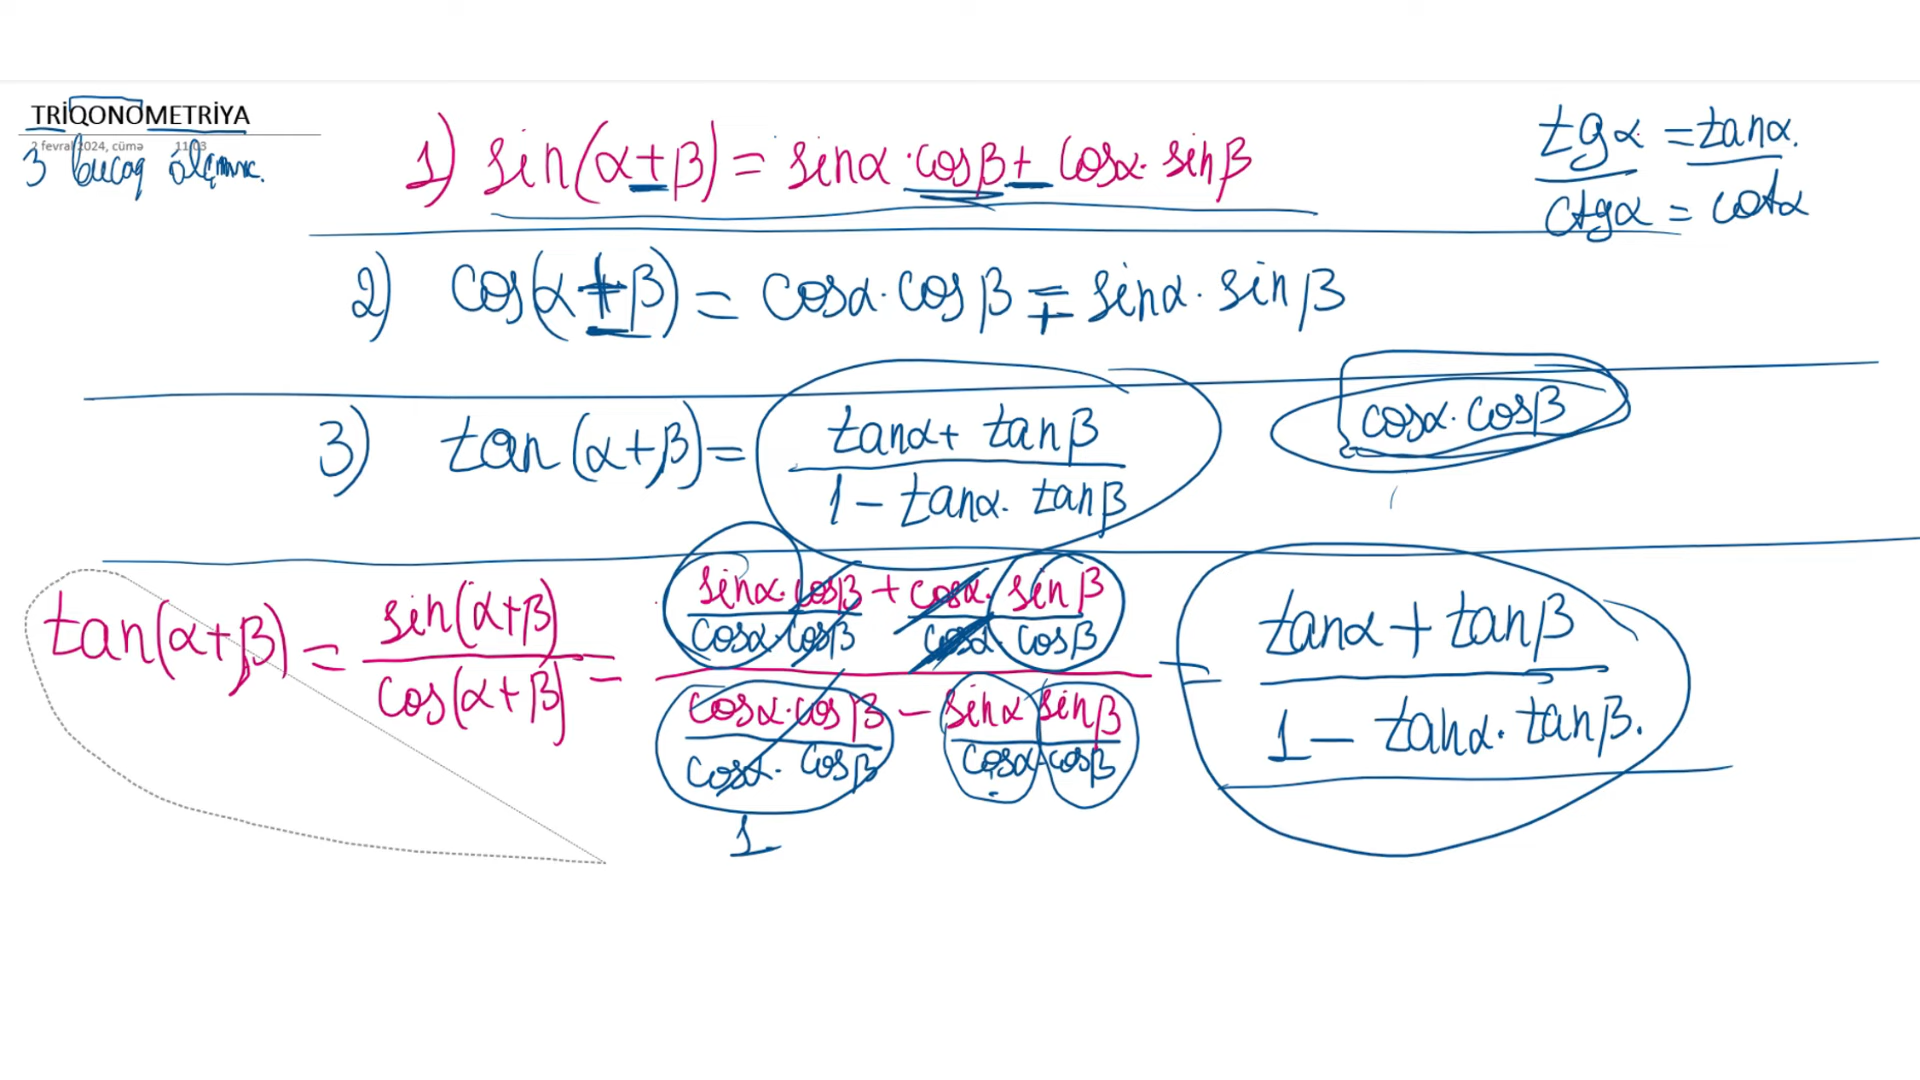 TRİQONOMETRİYA
2 fevral 2024, cümə 11:03
3 bucaq
1) sin(α+β) = sinα·cosβ + cosα·sinβ
tgα = tanα.
ctgα = cotα
2) cos(α±β) = cosα·cosβ ∓ sinα·sinβ
3) tan(α+β) = (tanα + tanβ)/(1 − tanα·tanβ)
cosα·cosβ
tan(α+β) = sin(α+β)/cos(α+β) = (sinα·cosβ/cosα·cosβ + cosα·sinβ/cosα·cosβ)/(cosα·cosβ/cosα·cosβ − sinα sinβ/cosα·cosβ) = (tanα + tanβ)/(1 − tanα·tanβ.)
1